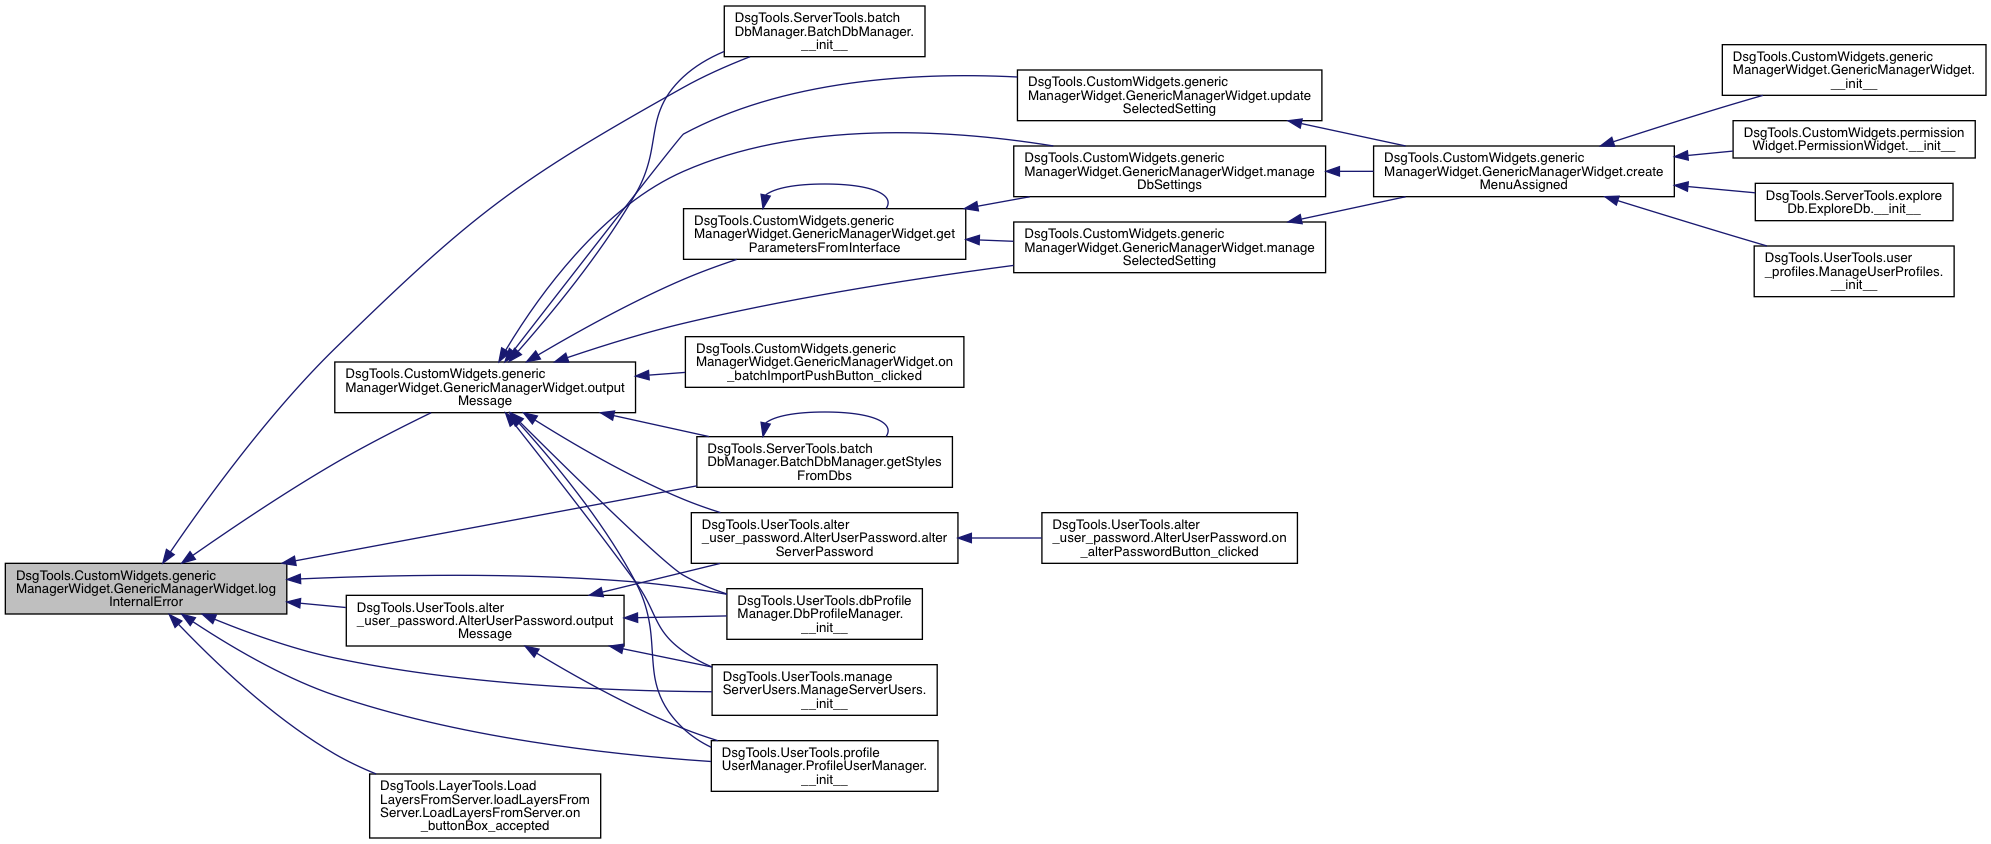 DsgTools.ServerTools.batch
DbManager.BatchDbManager.
__init__
DsgTools.CustomWidgets.generic
ManagerWidget.GenericManagerWidget.
__init__
DsgTools.CustomWidgets.generic
ManagerWidget.GenericManagerWidget.update
SelectedSetting
DsgTools.CustomWidgets.permission
Widget.PermissionWidget.__init__
DsgTools.CustomWidgets.generic
ManagerWidget.GenericManagerWidget.manage
DbSettings
DsgTools.CustomWidgets.generic
ManagerWidget.GenericManagerWidget.create
MenuAssigned
DsgTools.ServerTools.explore
Db.ExploreDb.__init__
DsgTools.CustomWidgets.generic
ManagerWidget.GenericManagerWidget.get
ParametersFromInterface
DsgTools.CustomWidgets.generic
ManagerWidget.GenericManagerWidget.manage
SelectedSetting
DsgTools.UserTools.user
_profiles.ManageUserProfiles.
__init__
DsgTools.CustomWidgets.generic
ManagerWidget.GenericManagerWidget.on
_batchImportPushButton_clicked
DsgTools.CustomWidgets.generic
ManagerWidget.GenericManagerWidget.output
Message
DsgTools.ServerTools.batch
DbManager.BatchDbManager.getStyles
FromDbs
DsgTools.UserTools.alter
_user_password.AlterUserPassword.alter
ServerPassword
DsgTools.UserTools.alter
_user_password.AlterUserPassword.on
_alterPasswordButton_clicked
DsgTools.CustomWidgets.generic
ManagerWidget.GenericManagerWidget.log
InternalError
DsgTools.UserTools.alter
_user_password.AlterUserPassword.output
Message
DsgTools.UserTools.dbProfile
Manager.DbProfileManager.
__init__
DsgTools.UserTools.manage
ServerUsers.ManageServerUsers.
__init__
DsgTools.UserTools.profile
UserManager.ProfileUserManager.
__init__
DsgTools.LayerTools.Load
LayersFromServer.loadLayersFrom
Server.LoadLayersFromServer.on
_buttonBox_accepted